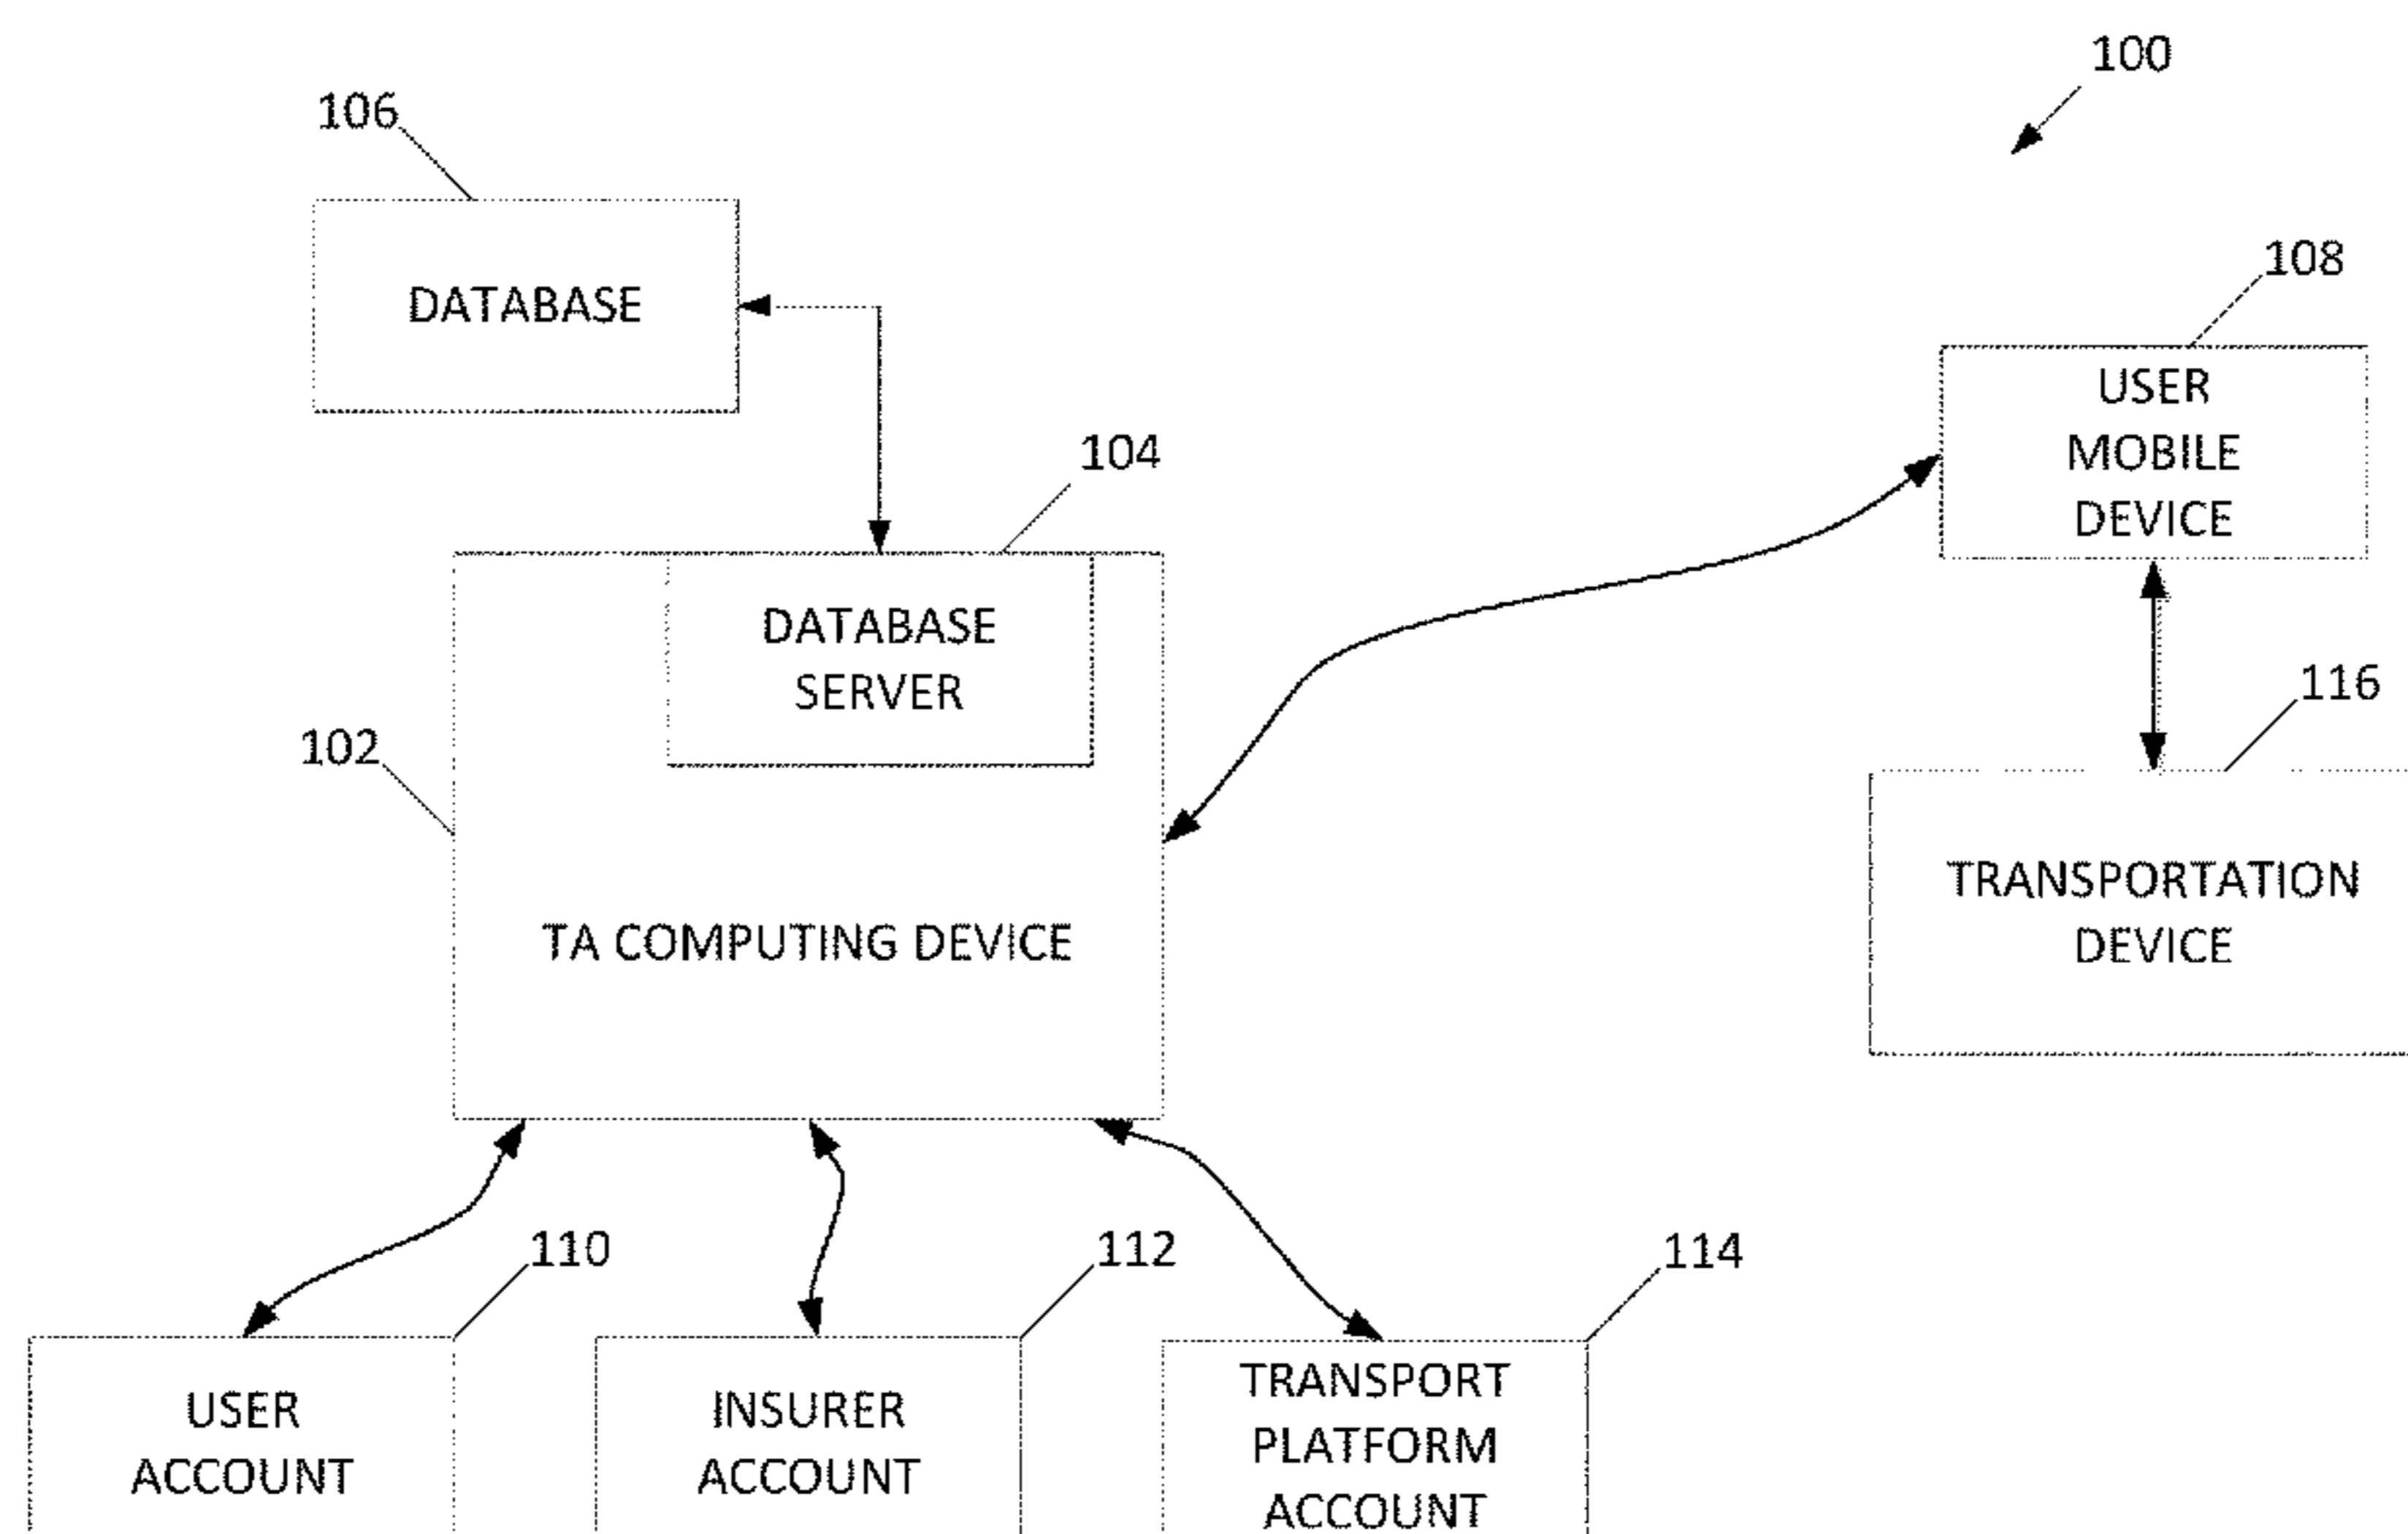 100
106
DATABASE
108
USER
MOBILE
DEVICE
104
DATABASE
SERVER
102
116
TA COMPUTING DEVICE
TRANSPORTATION
DEVICE
110
112
114
USER
ACCOUNT
INSURER
ACCOUNT
TRANSPORT
PLATFORM
ACCOUNT